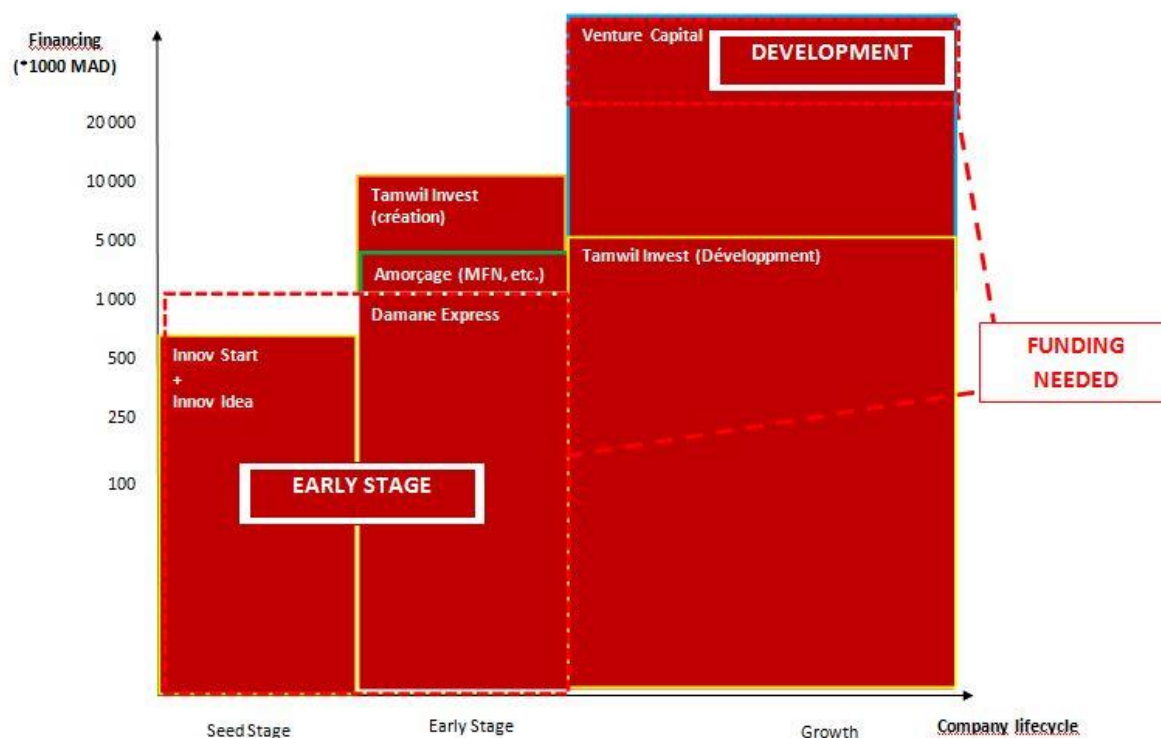 Financing
(*1000 MAD)
20 000
10 000
5 000
1 000
500
250
100
Venture Capital
DEVELOPMENT
Tamwil Invest
(création)
Amorçage (MFN, etc.)
Damane Express
Tamwil Invest (Développment)
Innov Start
+
Innov Idea
EARLY STAGE
FUNDING
NEEDED
Seed Stage
Early Stage
Growth
Company lifecycle